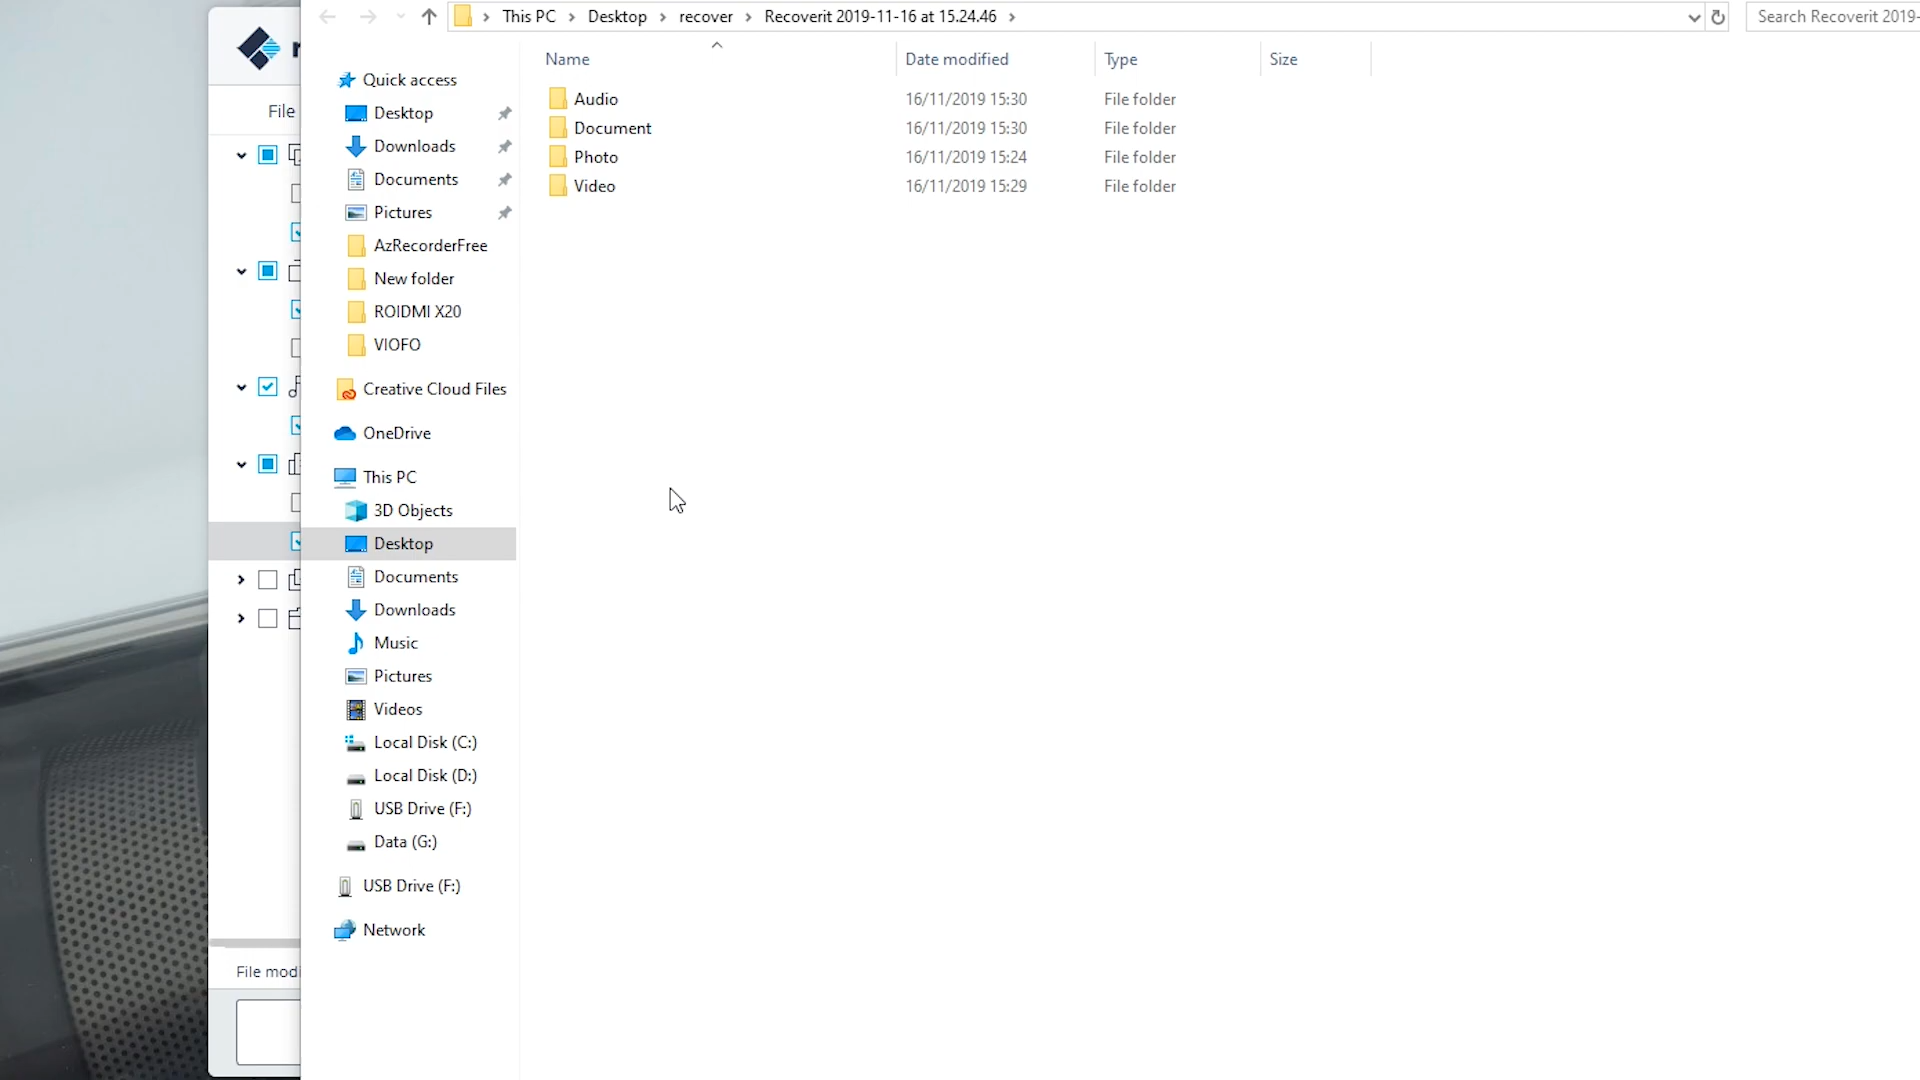 This PC
Desktop
recover
Recoverit 2019-11-16 at 15.24.46
Search Recoverit 2019-
Name
Date modified
Type
Size
Audio
16/11/2019 15:30
File folder
Document
16/11/2019 15:30
File folder
Photo
16/11/2019 15:24
File folder
Video
16/11/2019 15:29
File folder
Quick access
Desktop
Downloads
Documents
Pictures
AzRecorderFree
New folder
ROIDMI X20
VIOFO
Creative Cloud Files
OneDrive
This PC
3D Objects
Desktop
Documents
Downloads
Music
Pictures
Videos
Local Disk (C:)
Local Disk (D:)
USB Drive (F:)
Data (G:)
USB Drive (F:)
Network
File
File modi